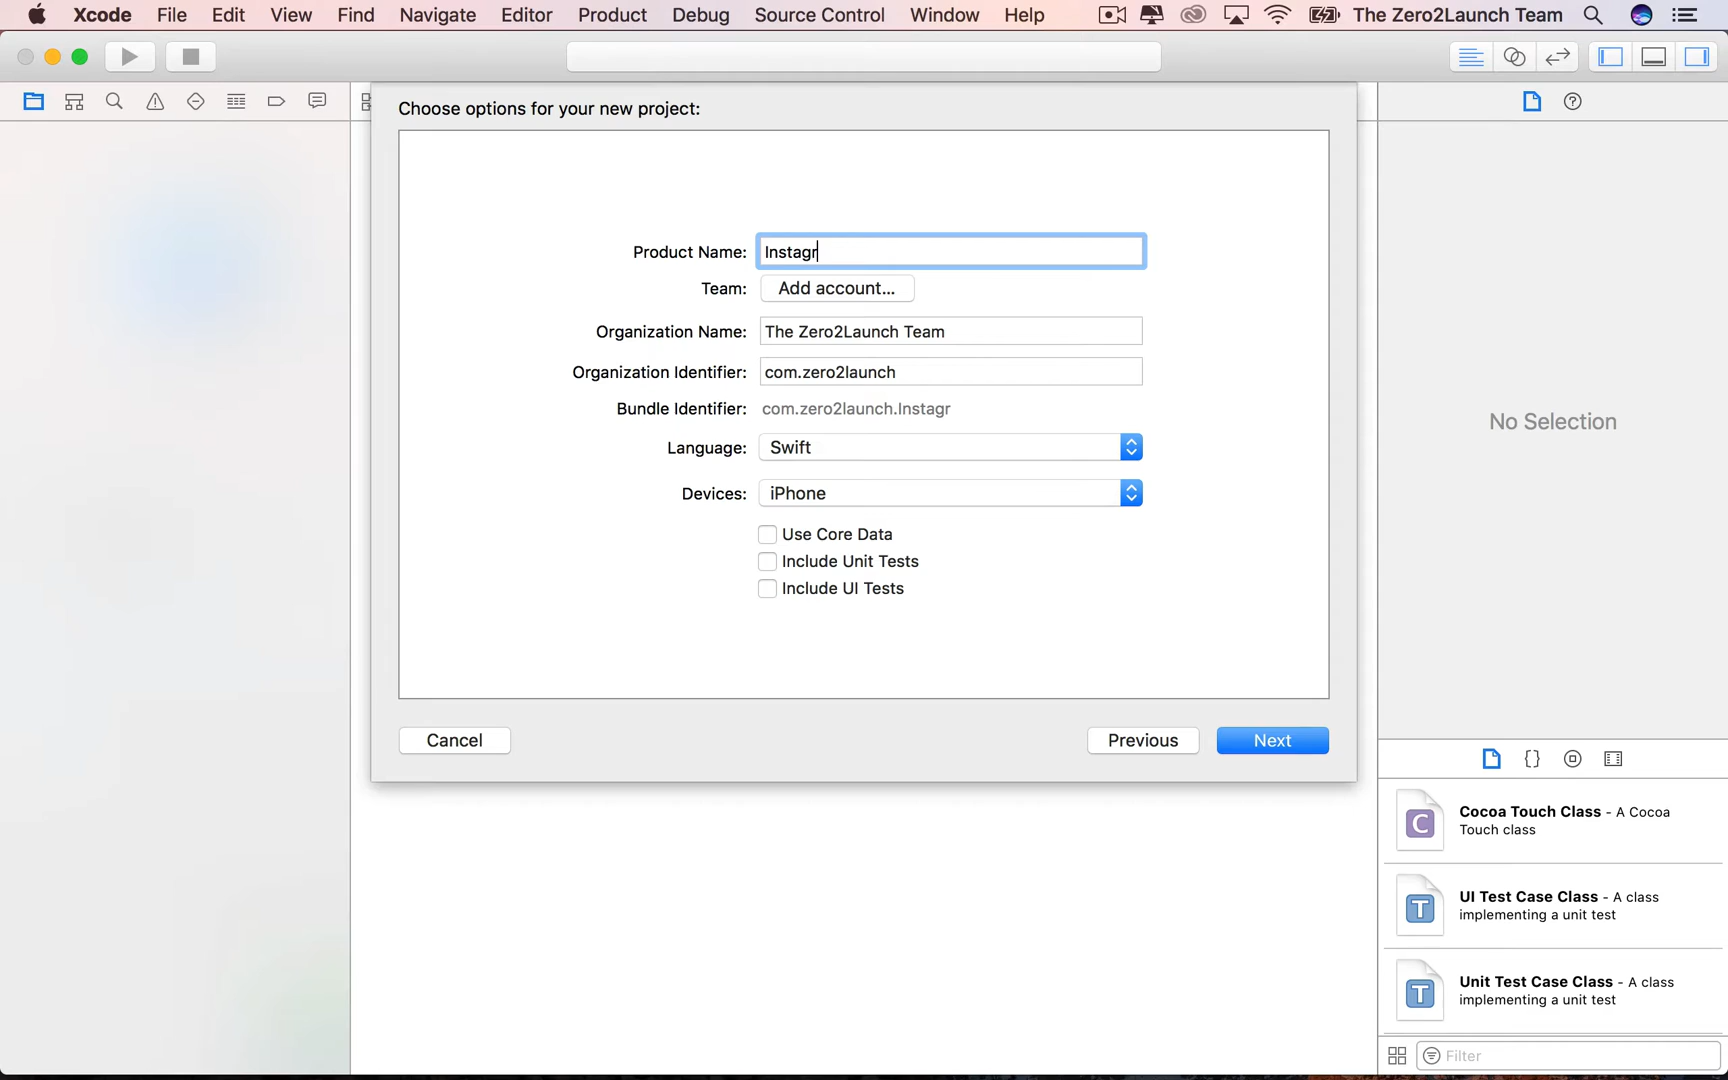 Xcode File Edit View Find Navigate Editor Product Debug Source Control Window Help The Zero2Launch Team
Choose options for your new project:
Product Name: Instagr
Team: Add account...
Organization Name: The Zero2Launch Team
Organization Identifier: com.zero2launch
Bundle Identifier: com.zero2launch.Instagr
Language: Swift
Devices: iPhone
Use Core Data
Include Unit Tests
Include UI Tests
Cancel Previous Next
No Selection
C
Cocoa Touch Class - A Cocoa
Touch class
T
UI Test Case Class - A class
implementing a unit test
T
Unit Test Case Class - A class
implementing a unit test
Filter